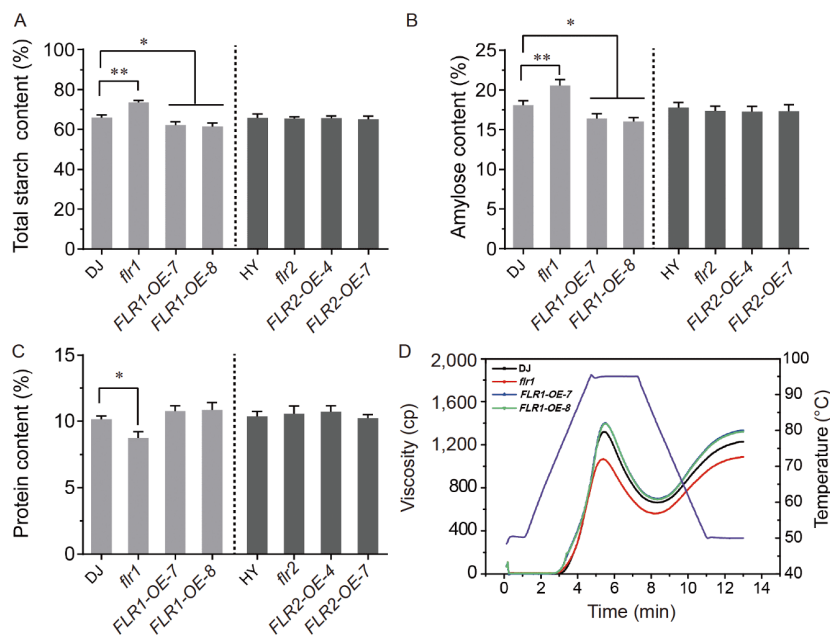 A
Total starch content (%)
100
80
60
40
20
0
*
**
DJ
flr1
FLR1-OE-7
FLR1-OE-8
HY
flr2
FLR2-OE-4
FLR2-OE-7
B
Amylose content (%)
25
20
15
10
5
0
*
**
DJ
flr1
FLR1-OE-7
FLR1-OE-8
HY
flr2
FLR2-OE-4
FLR2-OE-7
C
Protein content (%)
15
10
5
0
*
DJ
flr1
FLR1-OE-7
FLR1-OE-8
HY
flr2
FLR2-OE-4
FLR2-OE-7
D
Viscosity (cp)
2,000
1,600
1,200
800
400
0
DJ
flr1
FLR1-OE-7
FLR1-OE-8
95
90
80
70
60
50
40
Temperature (°C)
0 2 4 6 8 10 12 14
Time (min)